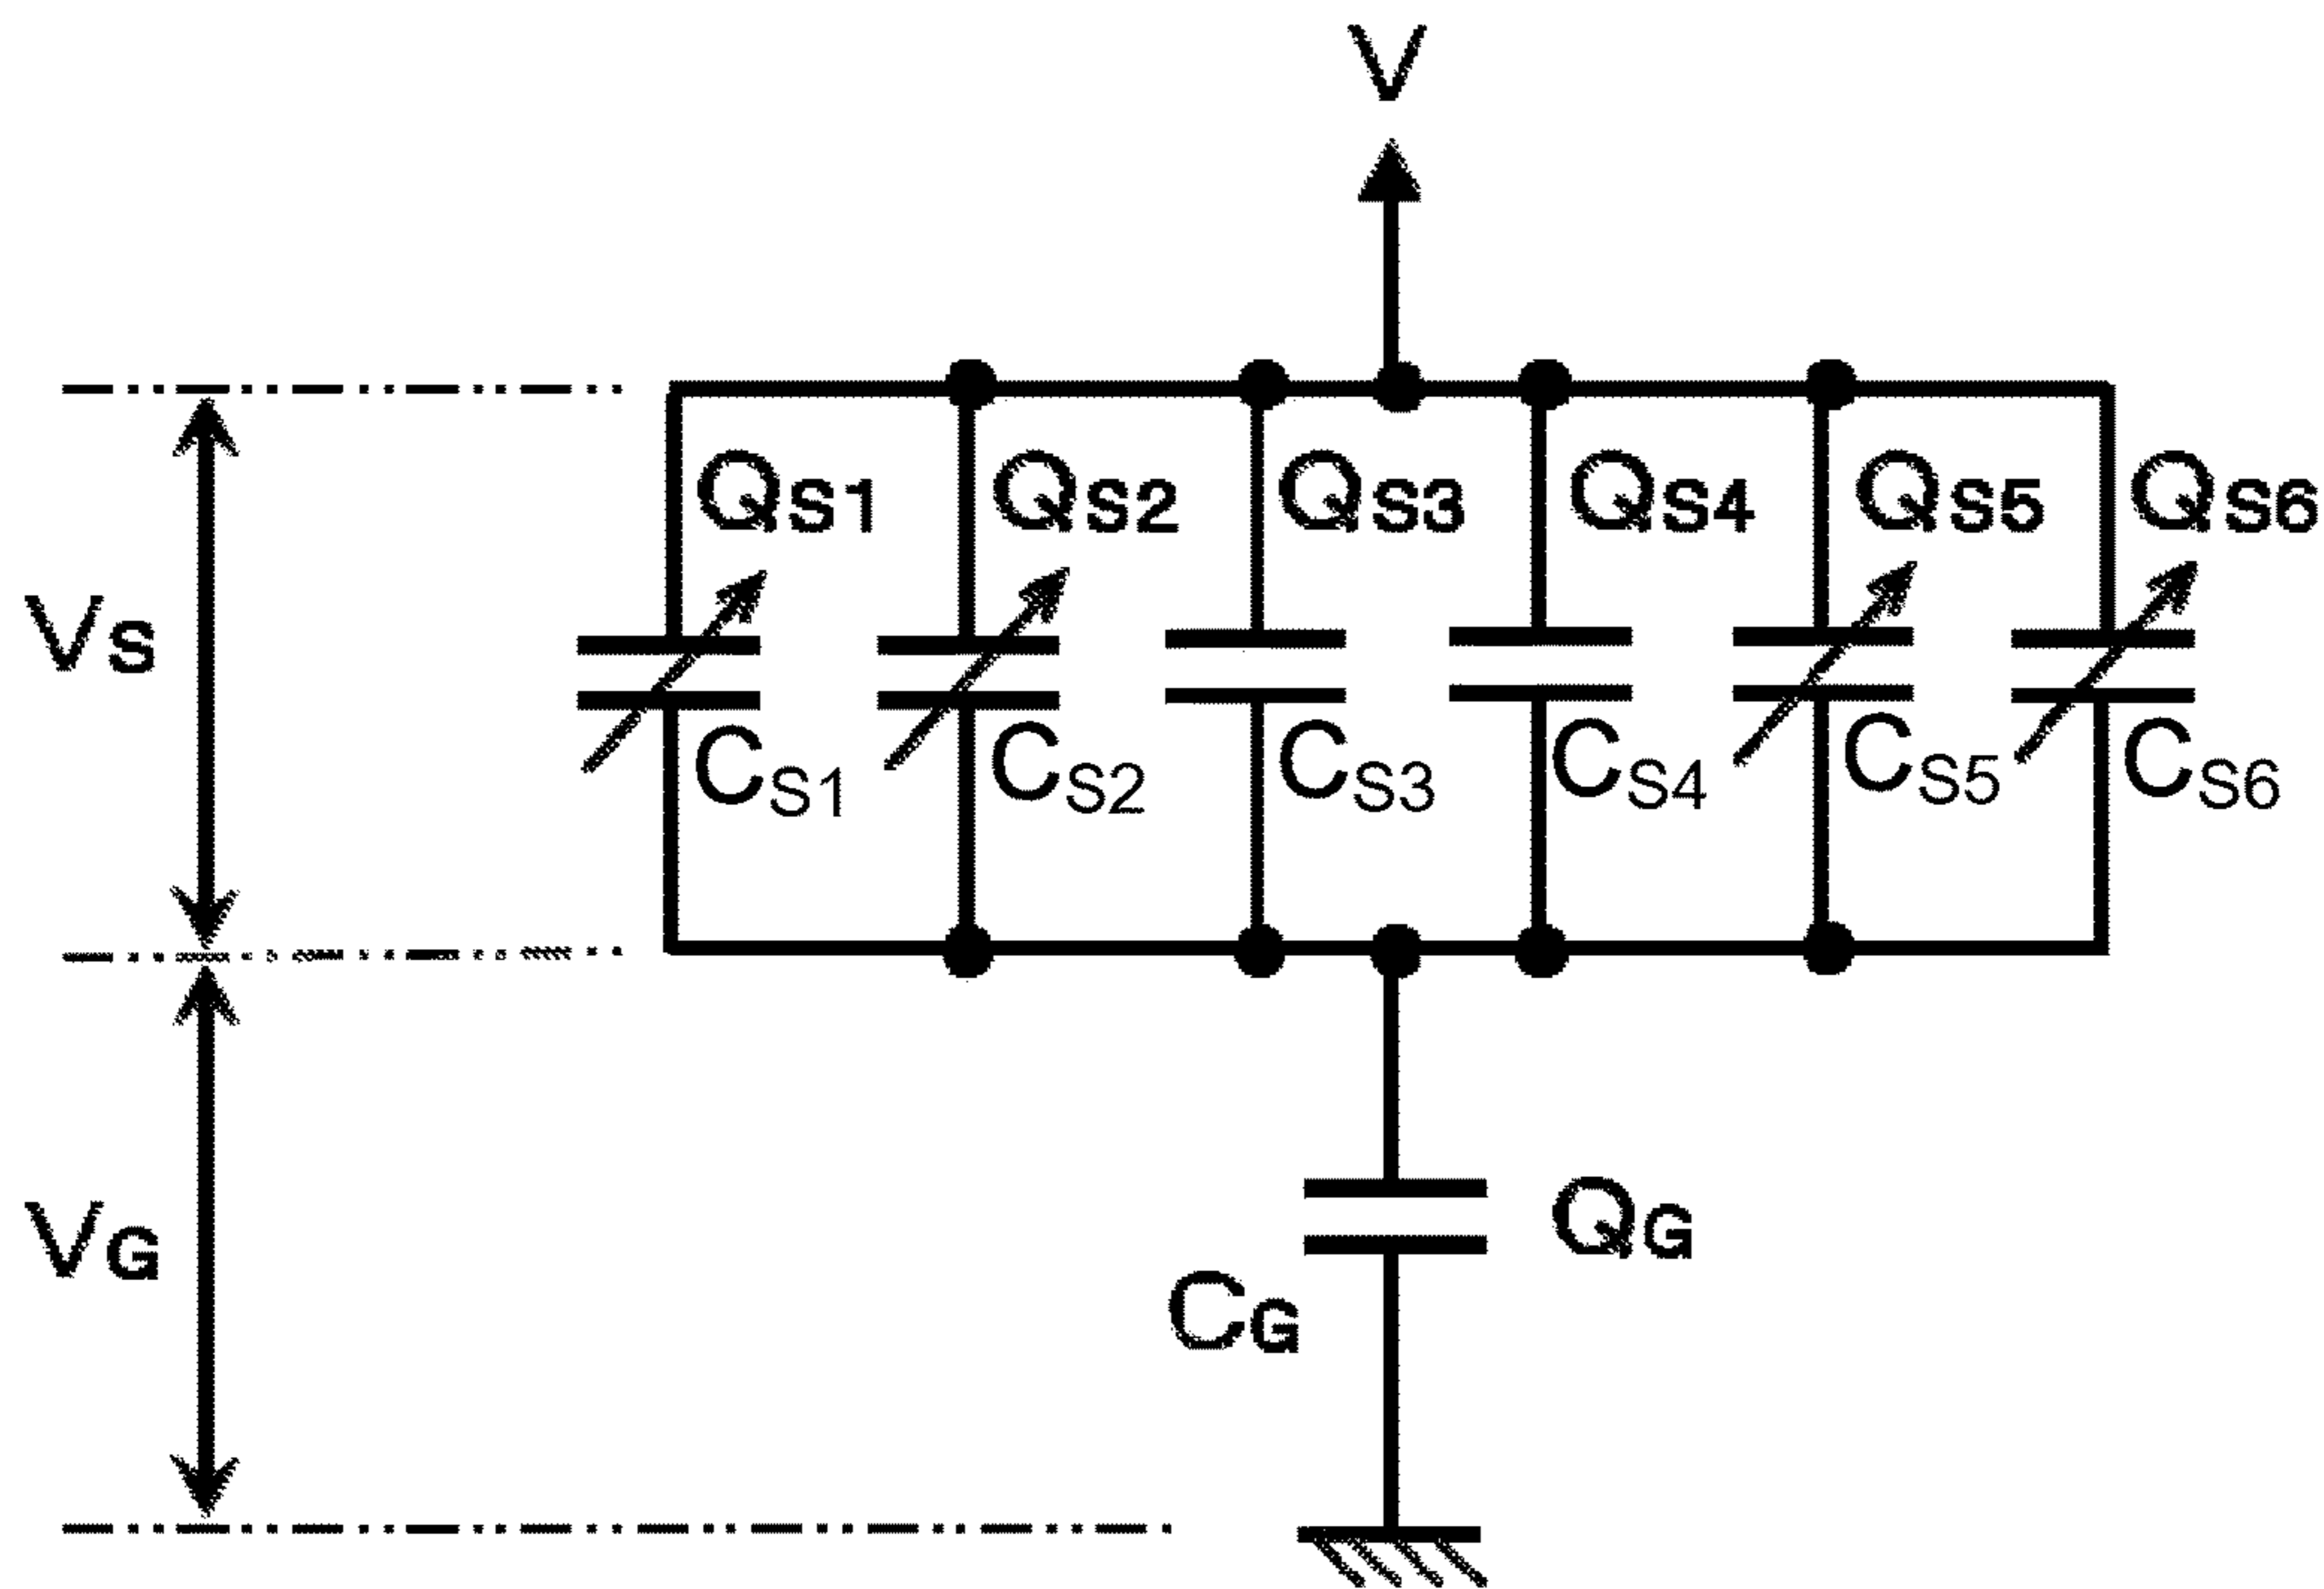 V
QS1 QS2 QS3 QS4 QS5 QS6
VS
CS1 CS2 CS3 CS4 CS5 CS6
VG
QG
CG